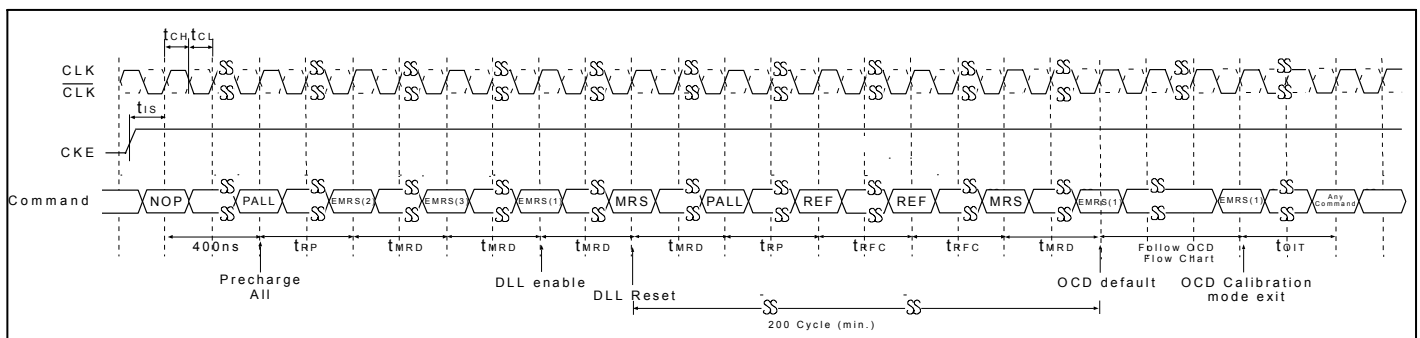 tCH tCL
CLK
CLK
tIS
CKE
Command NOP PALL EMRS(2) EMRS(3) EMRS(1) MRS PALL REF REF MRS EMRS(1) EMRS(1) Any Command
400ns tRP tMRD tMRD tMRD tMRD tRP tRFC tRFC tMRD Follow OCD Flow Chart tOIT
Precharge All
DLL enable
DLL Reset
OCD default
OCD Calibration mode exit
200 Cycle (min.)